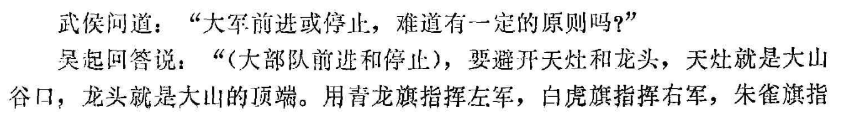 武侯问道：“大军前进或停止，难道有一定的原则吗?”
吴起回答说：“(大部队前进和停止)，要避开天灶和龙头，天灶就是大山
谷口，龙头就是大山的顶端。用青龙旗指挥左军，白虎旗指挥右军，朱雀旗指